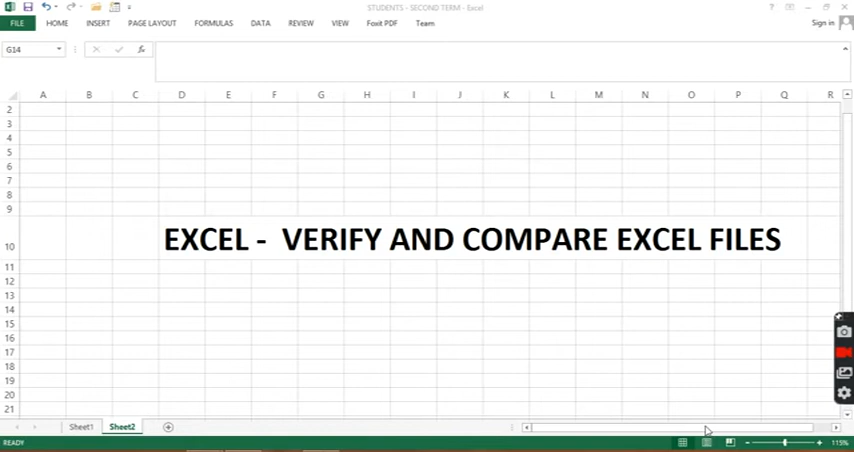 STUDENTS - SECOND TERM - Excel
FILE HOME INSERT PAGE LAYOUT FORMULAS DATA REVIEW VIEW Foxit PDF Team Sign in
G14 fx
A B C D E F G H I J K L M N O P Q R
2
3
4
5
6
7
8
9
10 EXCEL - VERIFY AND COMPARE EXCEL FILES
11
12
13
14
15
16
17
18
19
20
21
Sheet1 Sheet2
READY 115%